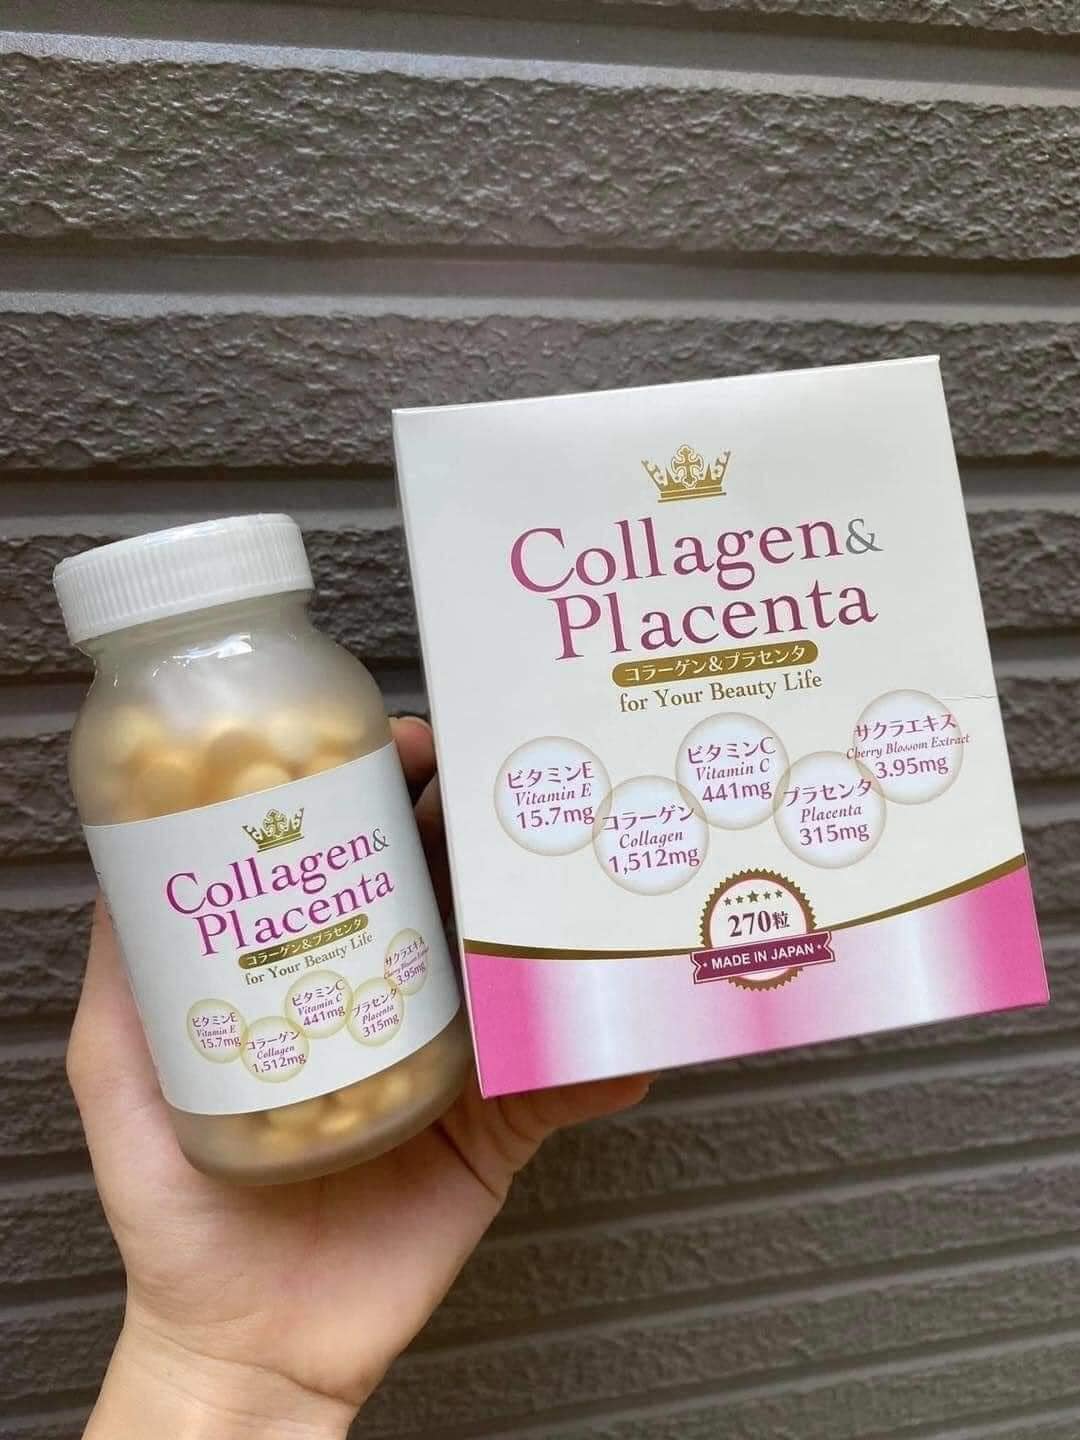 Collagen&
Placenta
コラーゲン&プラセンタ
for Your Beauty Life
ビタミンE
Vitamin E
15.7mg
コラーゲン
Collagen
1,512mg
ビタミンC
Vitamin C
441mg
プラセンタ
Placenta
315mg
サクラエキス
Cherry Blossom Extract
3.95mg
270粒
MADE IN JAPAN
Collagen&
Placenta
コラーゲン&プラセンタ
for Your Beauty Life
ビタミンE
Vitamin E
15.7mg
コラーゲン
Collagen
1,512mg
ビタミンC
Vitamin C
441mg
プラセンタ
Placenta
315mg
サクラエキス
Cherry Blossom Extract
3.95mg